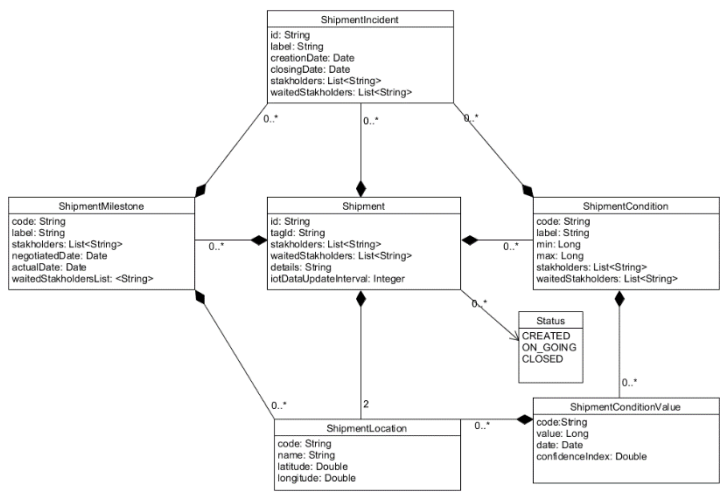 ShipmentIncident
id: String
label: String
creationDate: Date
closingDate: Date
stakholders: List<String>
waitedStakholders: List<String>
0..*
0..*
0..*
ShipmentMilestone
code: String
label: String
stakholders: List<String>
negotiatedDate: Date
actualDate: Date
waitedStakholdersList: <String>
0..*
Shipment
id: String
tagId: String
stakholders: List<String>
waitedStakholders: List<String>
details: String
iotDataUpdateInterval: Integer
0..*
ShipmentCondition
code: String
label: String
min: Long
max: Long
stakholders: List<String>
waitedStakholders: List<String>
0..*
Status
CREATED
ON_GOING
CLOSED
0..*
2
0..*
ShipmentLocation
code: String
name: String
latitude: Double
longitude: Double
0..*
ShipmentConditionValue
code:String
value: Long
date: Date
confidenceIndex: Double